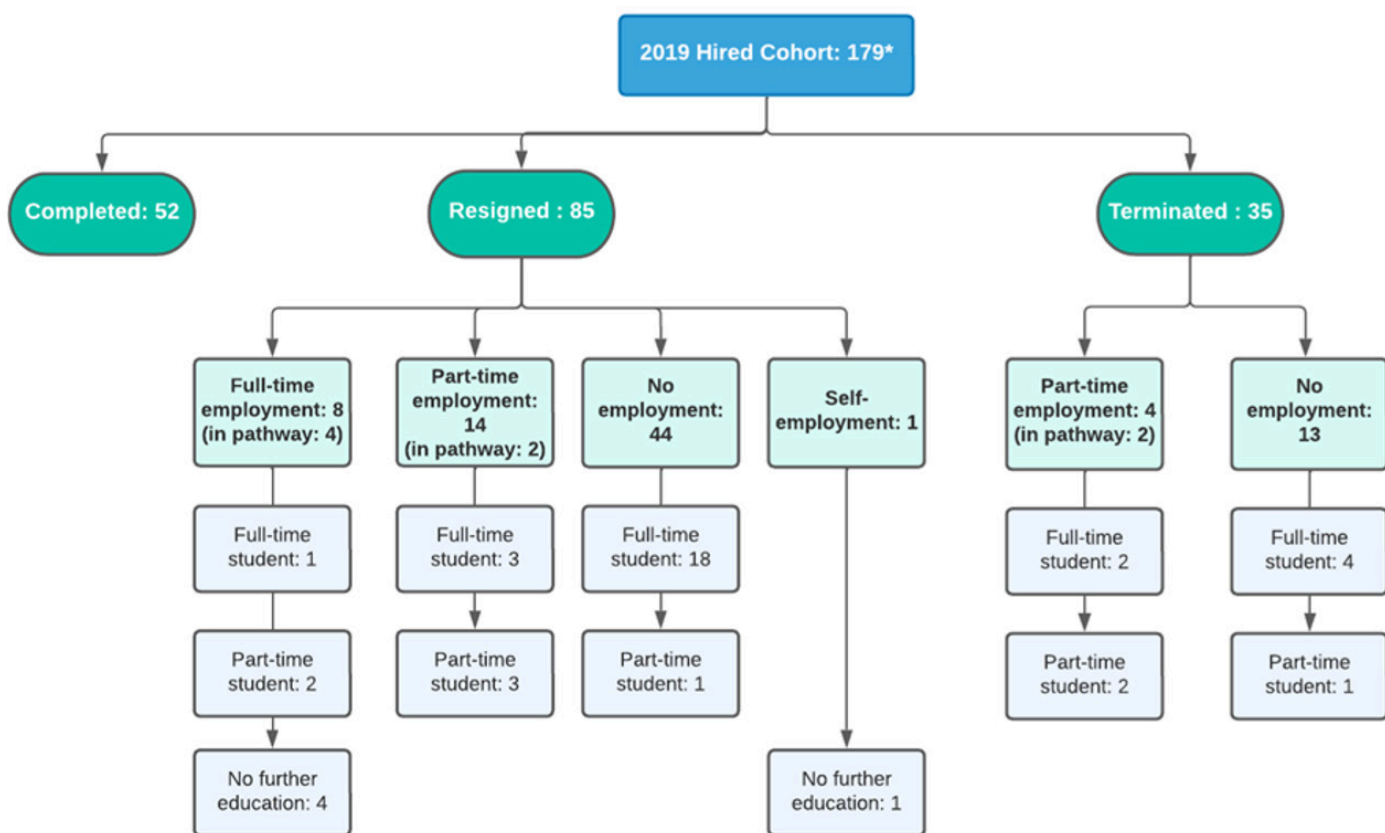 2019 Hired Cohort: 179*
Completed: 52
Resigned : 85
Terminated : 35
Full-time
employment: 8
(in pathway: 4)
Part-time
employment:
14
(in pathway: 2)
No
employment:
44
Self-
employment: 1
Part-time
employment: 4
(in pathway: 2)
No
employment:
13
Full-time
student: 1
Full-time
student: 3
Full-time
student: 18
Full-time
student: 2
Full-time
student: 4
Part-time
student: 2
Part-time
student: 3
Part-time
student: 1
Part-time
student: 2
Part-time
student: 1
No further
education: 4
No further
education: 1